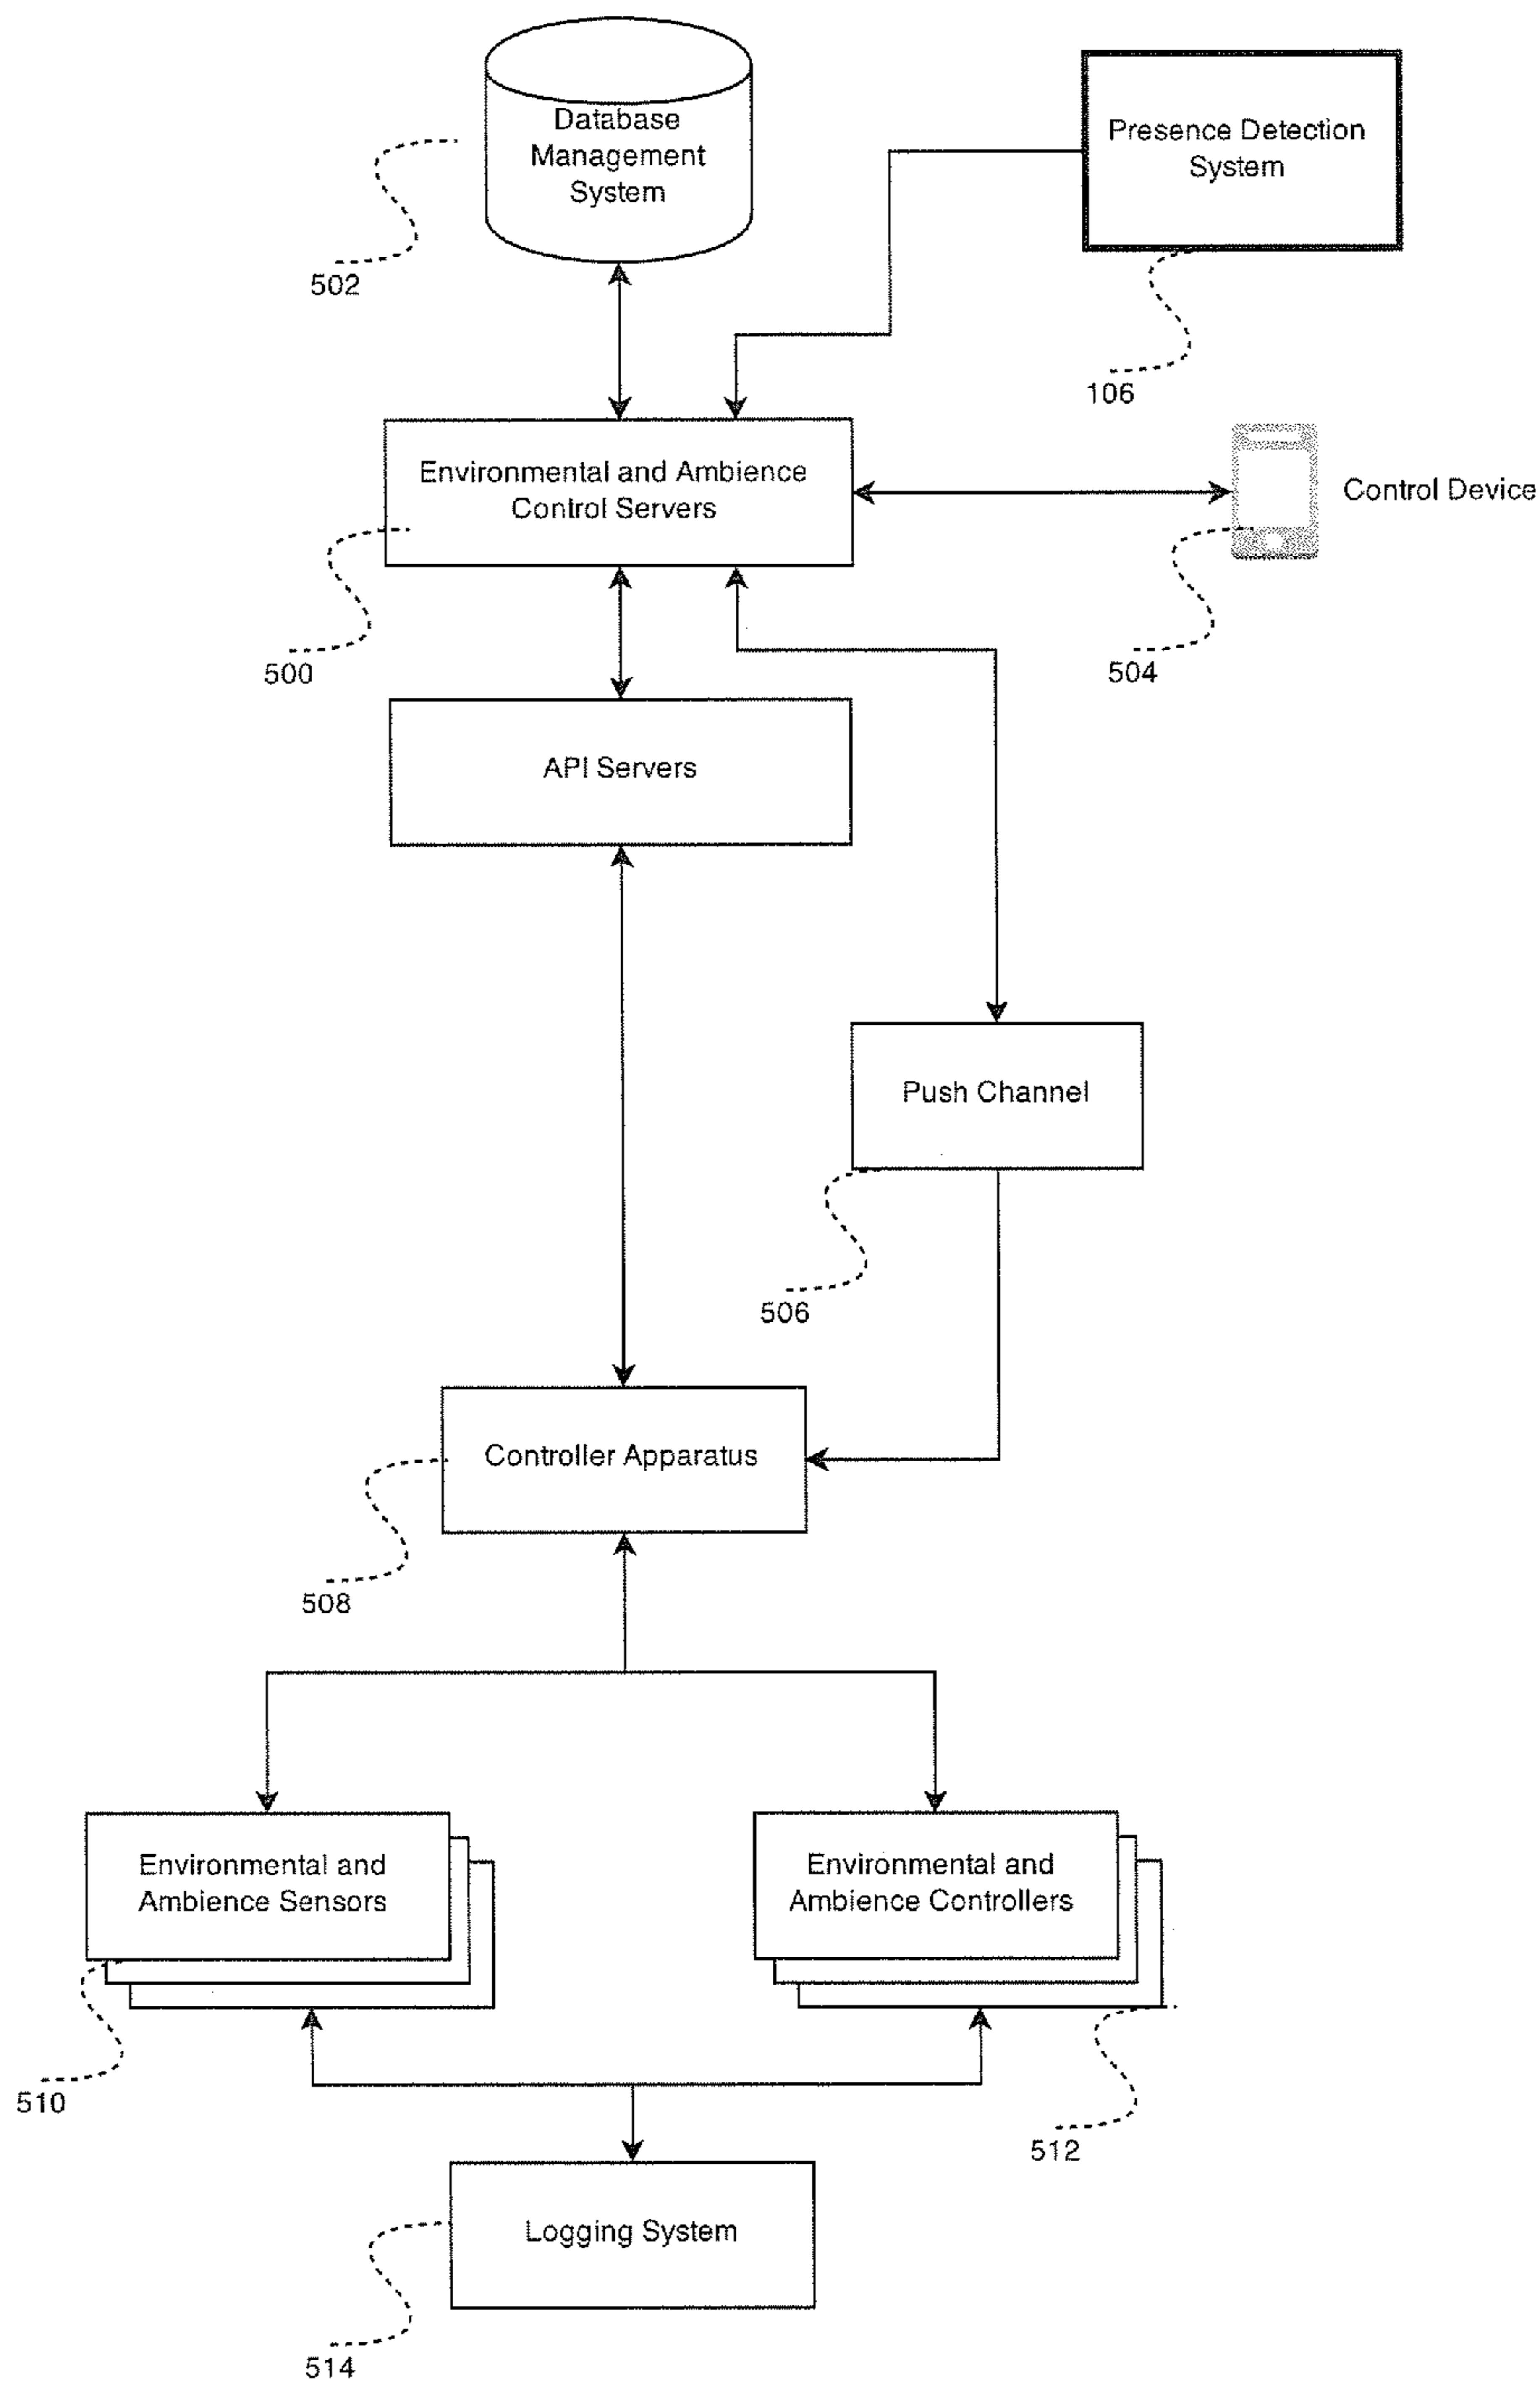 Database
Management
System
Presence Detection
System
502
106
Environmental and Ambience
Control Servers
Control Device
500
504
API Servers
Push Channel
506
Controller Apparatus
508
Environmental and
Ambience Sensors
Environmental and
Ambience Controllers
510
512
Logging System
514